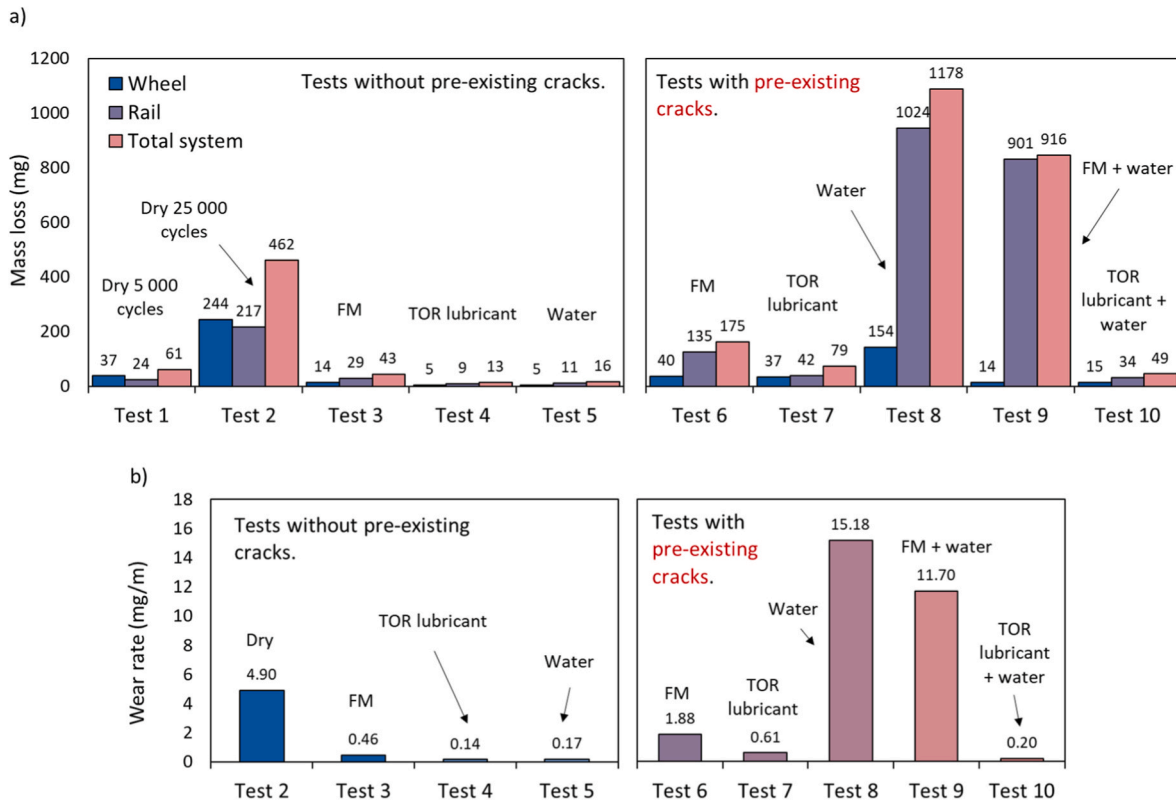 a)
1200
1000
800
600
400
200
0
Mass loss (mg)
Wheel
Rail
Total system
Tests without pre-existing cracks.
Dry 5 000
cycles
Dry 25 000
cycles
FM
TOR lubricant
Water
37 24 61
244 217 462
14 29 43
5 9 13
5 11 16
Test 1 Test 2 Test 3 Test 4 Test 5
Tests with pre-existing
cracks.
FM
TOR
lubricant
Water
FM + water
TOR
lubricant +
water
40 135 175
37 42 79
154 1024 1178
14 901 916
15 34 49
Test 6 Test 7 Test 8 Test 9 Test 10
b)
18
16
14
12
10
8
6
4
2
0
Wear rate (mg/m)
Tests without pre-existing
cracks.
Dry
4.90
FM
0.46
TOR lubricant
0.14
Water
0.17
Test 2 Test 3 Test 4 Test 5
Tests with
pre-existing
cracks.
FM
1.88
TOR
lubricant
0.61
Water
15.18
FM + water
11.70
TOR
lubricant
+ water
0.20
Test 6 Test 7 Test 8 Test 9 Test 10